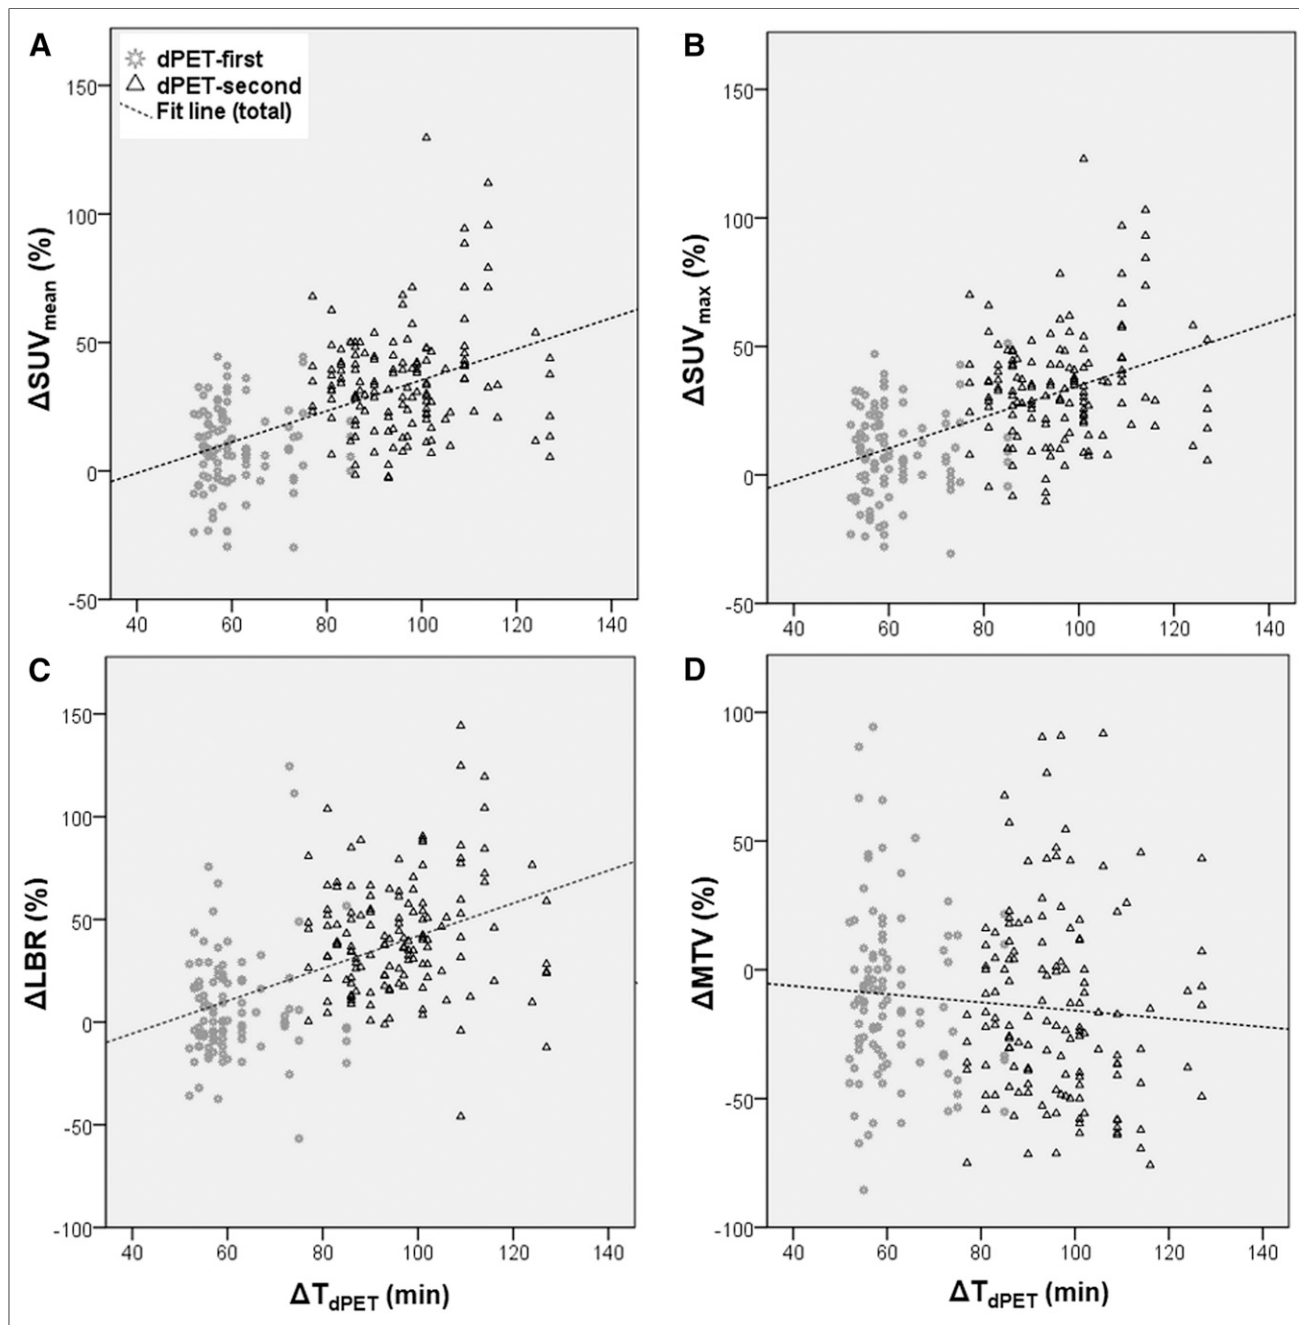 A
dPET-first
dPET-second
Fit line (total)
150
100
50
0
-50
ΔSUVmean (%)
40 60 80 100 120 140
B
150
100
50
0
-50
ΔSUVmax (%)
40 60 80 100 120 140
C
150
100
50
0
-50
-100
ΔLBR (%)
40 60 80 100 120 140
ΔTdPET (min)
D
100
50
0
-50
-100
ΔMTV (%)
40 60 80 100 120 140
ΔTdPET (min)